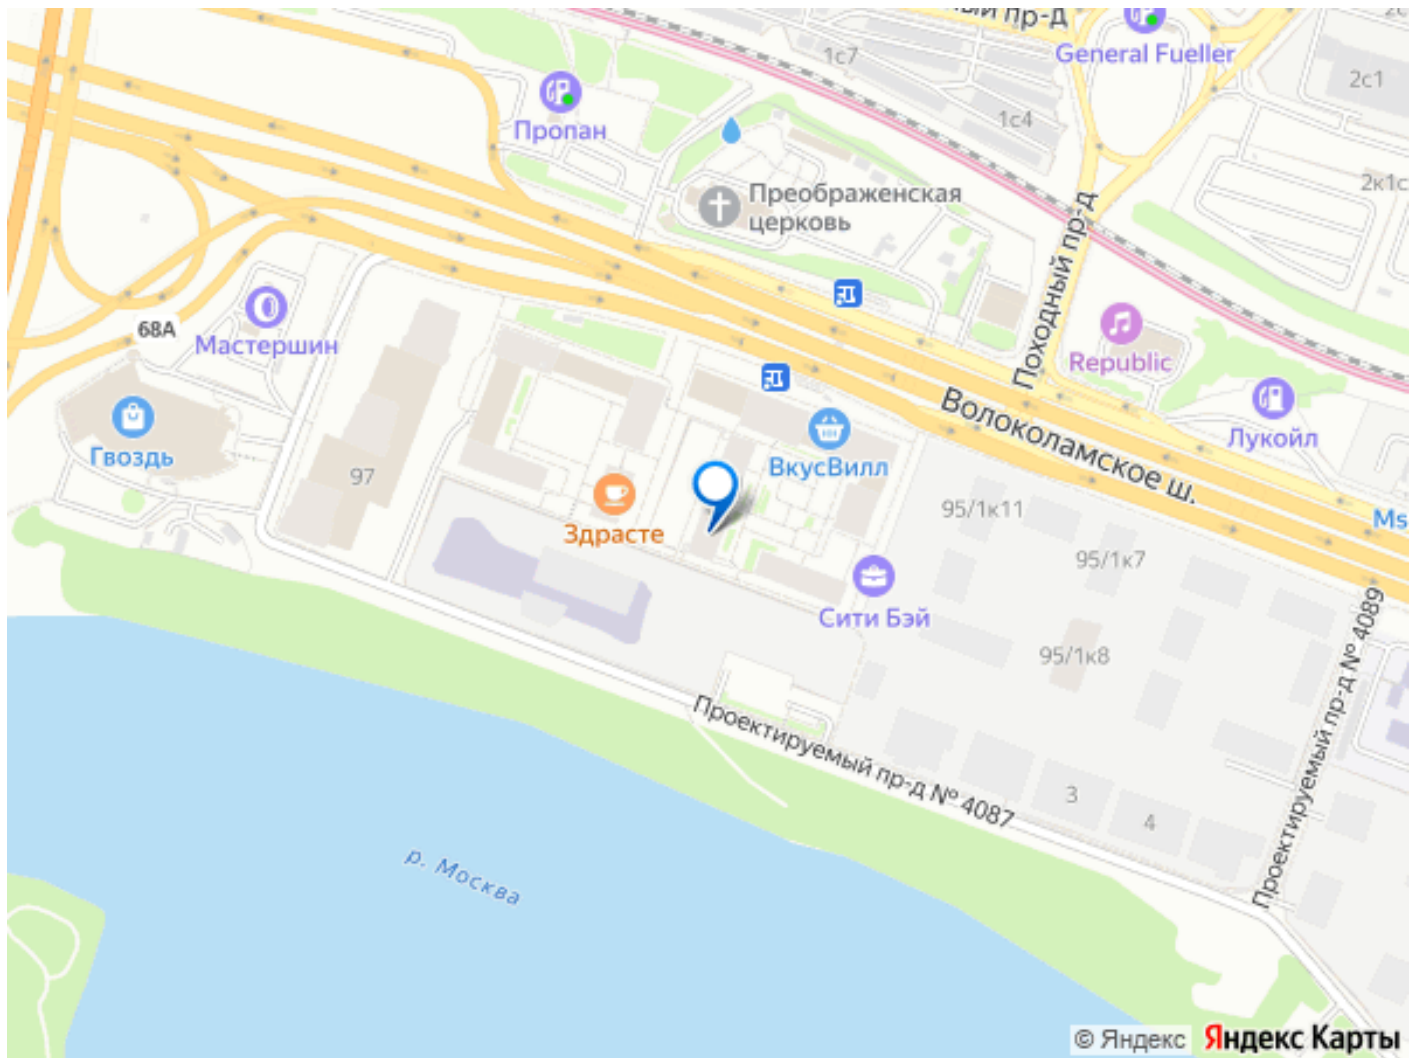 ый пр-д
General Fueller
1с7
2с1
Пропан
1с4
2к1с
Преображенская
церковь
Походный пр-д
68А
Мастершин
Republic
Гвоздь
97
Волоколамское ш.
Лукойл
ВкусВилл
Здрасте
95/1к11
Ms
95/1к7
Сити Бэй
95/1к8
Проектируемый пр-д № 4089
Проектируемый пр-д № 4087
3
4
р. Москва
© Яндекс Яндекс Карты